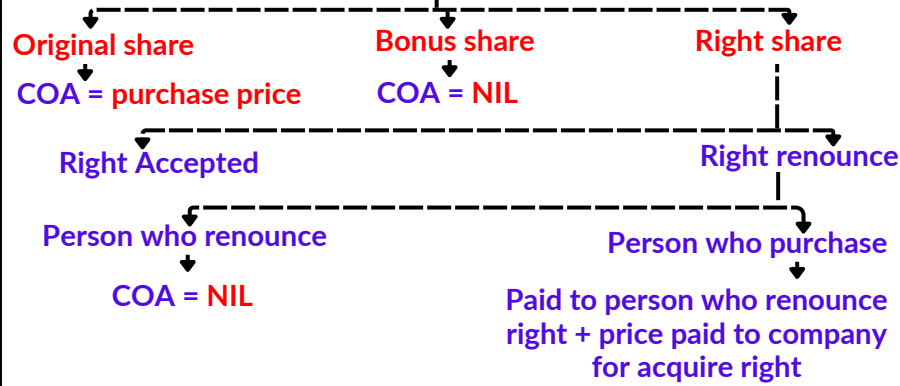 Original share
Bonus share
Right share
COA = purchase price
COA = NIL
Right Accepted
Right renounce
Person who renounce
Person who purchase
COA = NIL
Paid to person who renounce
right + price paid to company
for acquire right